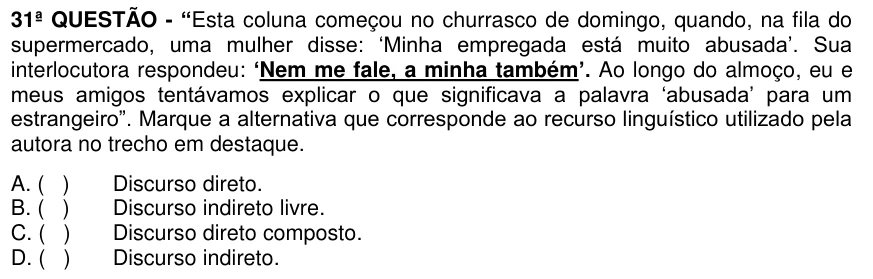 31ª QUESTÃO - “Esta coluna começou no churrasco de domingo, quando, na fila do
supermercado, uma mulher disse: ‘Minha empregada está muito abusada’. Sua
interlocutora respondeu: ‘Nem me fale, a minha também’. Ao longo do almoço, eu e
meus amigos tentávamos explicar o que significava a palavra ‘abusada’ para um
estrangeiro”. Marque a alternativa que corresponde ao recurso linguístico utilizado pela
autora no trecho em destaque.
A. ( ) Discurso direto.
B. ( ) Discurso indireto livre.
C. ( ) Discurso direto composto.
D. ( ) Discurso indireto.